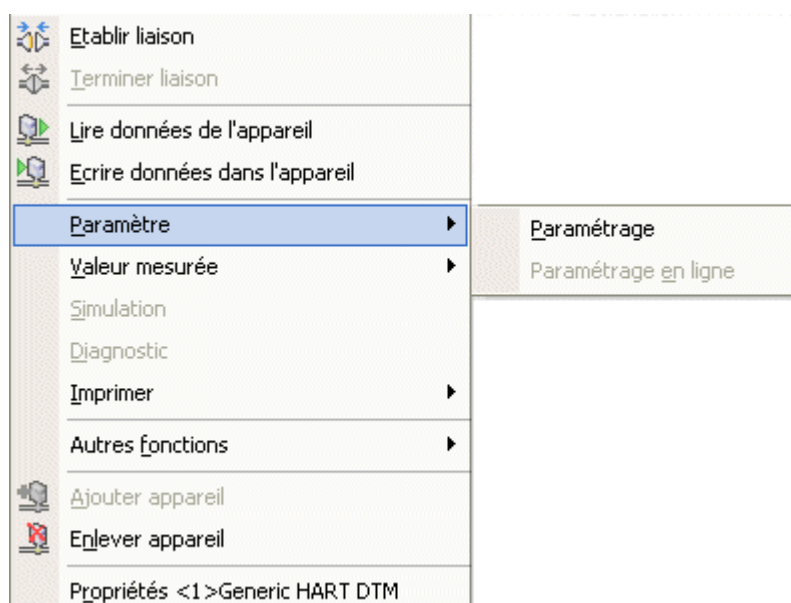 Etablir liaison
Terminer liaison
Lire données de l'appareil
Ecrire données dans l'appareil
Paramètre
Paramétrage
Valeur mesurée
Paramétrage en ligne
Simulation
Diagnostic
Imprimer
Autres fonctions
Ajouter appareil
Enlever appareil
Propriétés <1>Generic HART DTM